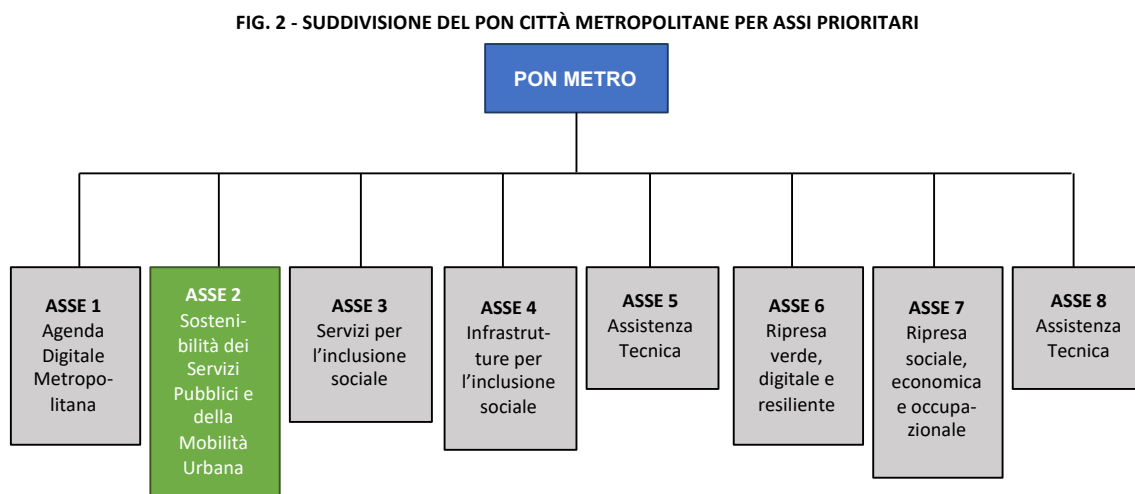 FIG. 2 - SUDDIVISIONE DEL PON CITTÀ METROPOLITANE PER ASSI PRIORITARI
PON METRO
ASSE 1
Agenda
Digitale
Metropo-
litana
ASSE 2
Sosteni-
bilità dei
Servizi
Pubblici e
della
Mobilità
Urbana
ASSE 3
Servizi per
l’inclusione
sociale
ASSE 4
Infrastrut-
ture per
l’inclusione
sociale
ASSE 5
Assistenza
Tecnica
ASSE 6
Ripresa
verde,
digitale e
resiliente
ASSE 7
Ripresa
sociale,
economica
e occupa-
zionale
ASSE 8
Assistenza
Tecnica